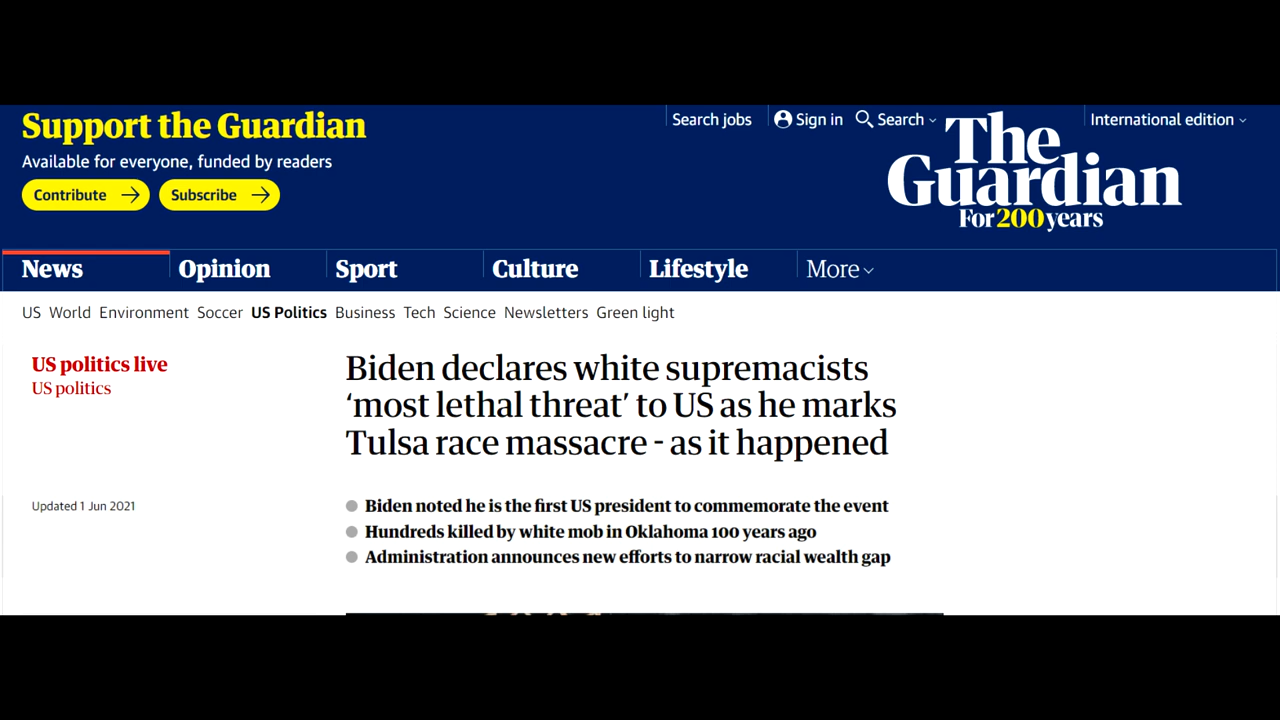 Support the Guardian
Available for everyone, funded by readers
Contribute
Subscribe
Search jobs
Sign in
Search
International edition
The
Guardian
For 200 years
News Opinion Sport Culture Lifestyle More
US World Environment Soccer US Politics Business Tech Science Newsletters Green light
US politics live
US politics
Biden declares white supremacists
‘most lethal threat’ to US as he marks
Tulsa race massacre - as it happened
Updated 1 Jun 2021
Biden noted he is the first US president to commemorate the event
Hundreds killed by white mob in Oklahoma 100 years ago
Administration announces new efforts to narrow racial wealth gap